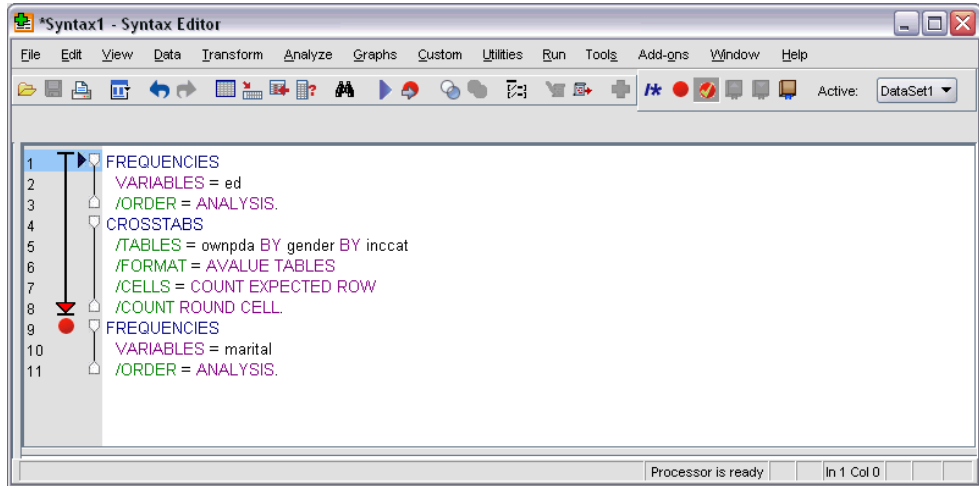 *Syntax1 - Syntax Editor
File Edit View Data Transform Analyze Graphs Custom Utilities Run Tools Add-ons Window Help
Active: DataSet1
1 FREQUENCIES
2 VARIABLES = ed
3 /ORDER = ANALYSIS.
4 CROSSTABS
5 /TABLES = ownpda BY gender BY inccat
6 /FORMAT = AVALUE TABLES
7 /CELLS = COUNT EXPECTED ROW
8 /COUNT ROUND CELL.
9 FREQUENCIES
10 VARIABLES = marital
11 /ORDER = ANALYSIS.
Processor is ready In 1 Col 0